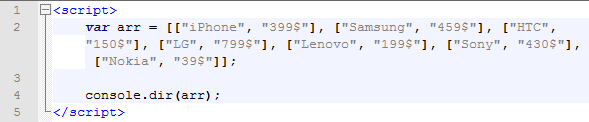 1 <script>
2 var arr = [["iPhone", "399$"], ["Samsung", "459$"], ["HTC",
"150$"], ["LG", "799$"], ["Lenovo", "199$"], ["Sony", "430$"],
["Nokia", "39$"]];
3
4 console.dir(arr);
5 </script>